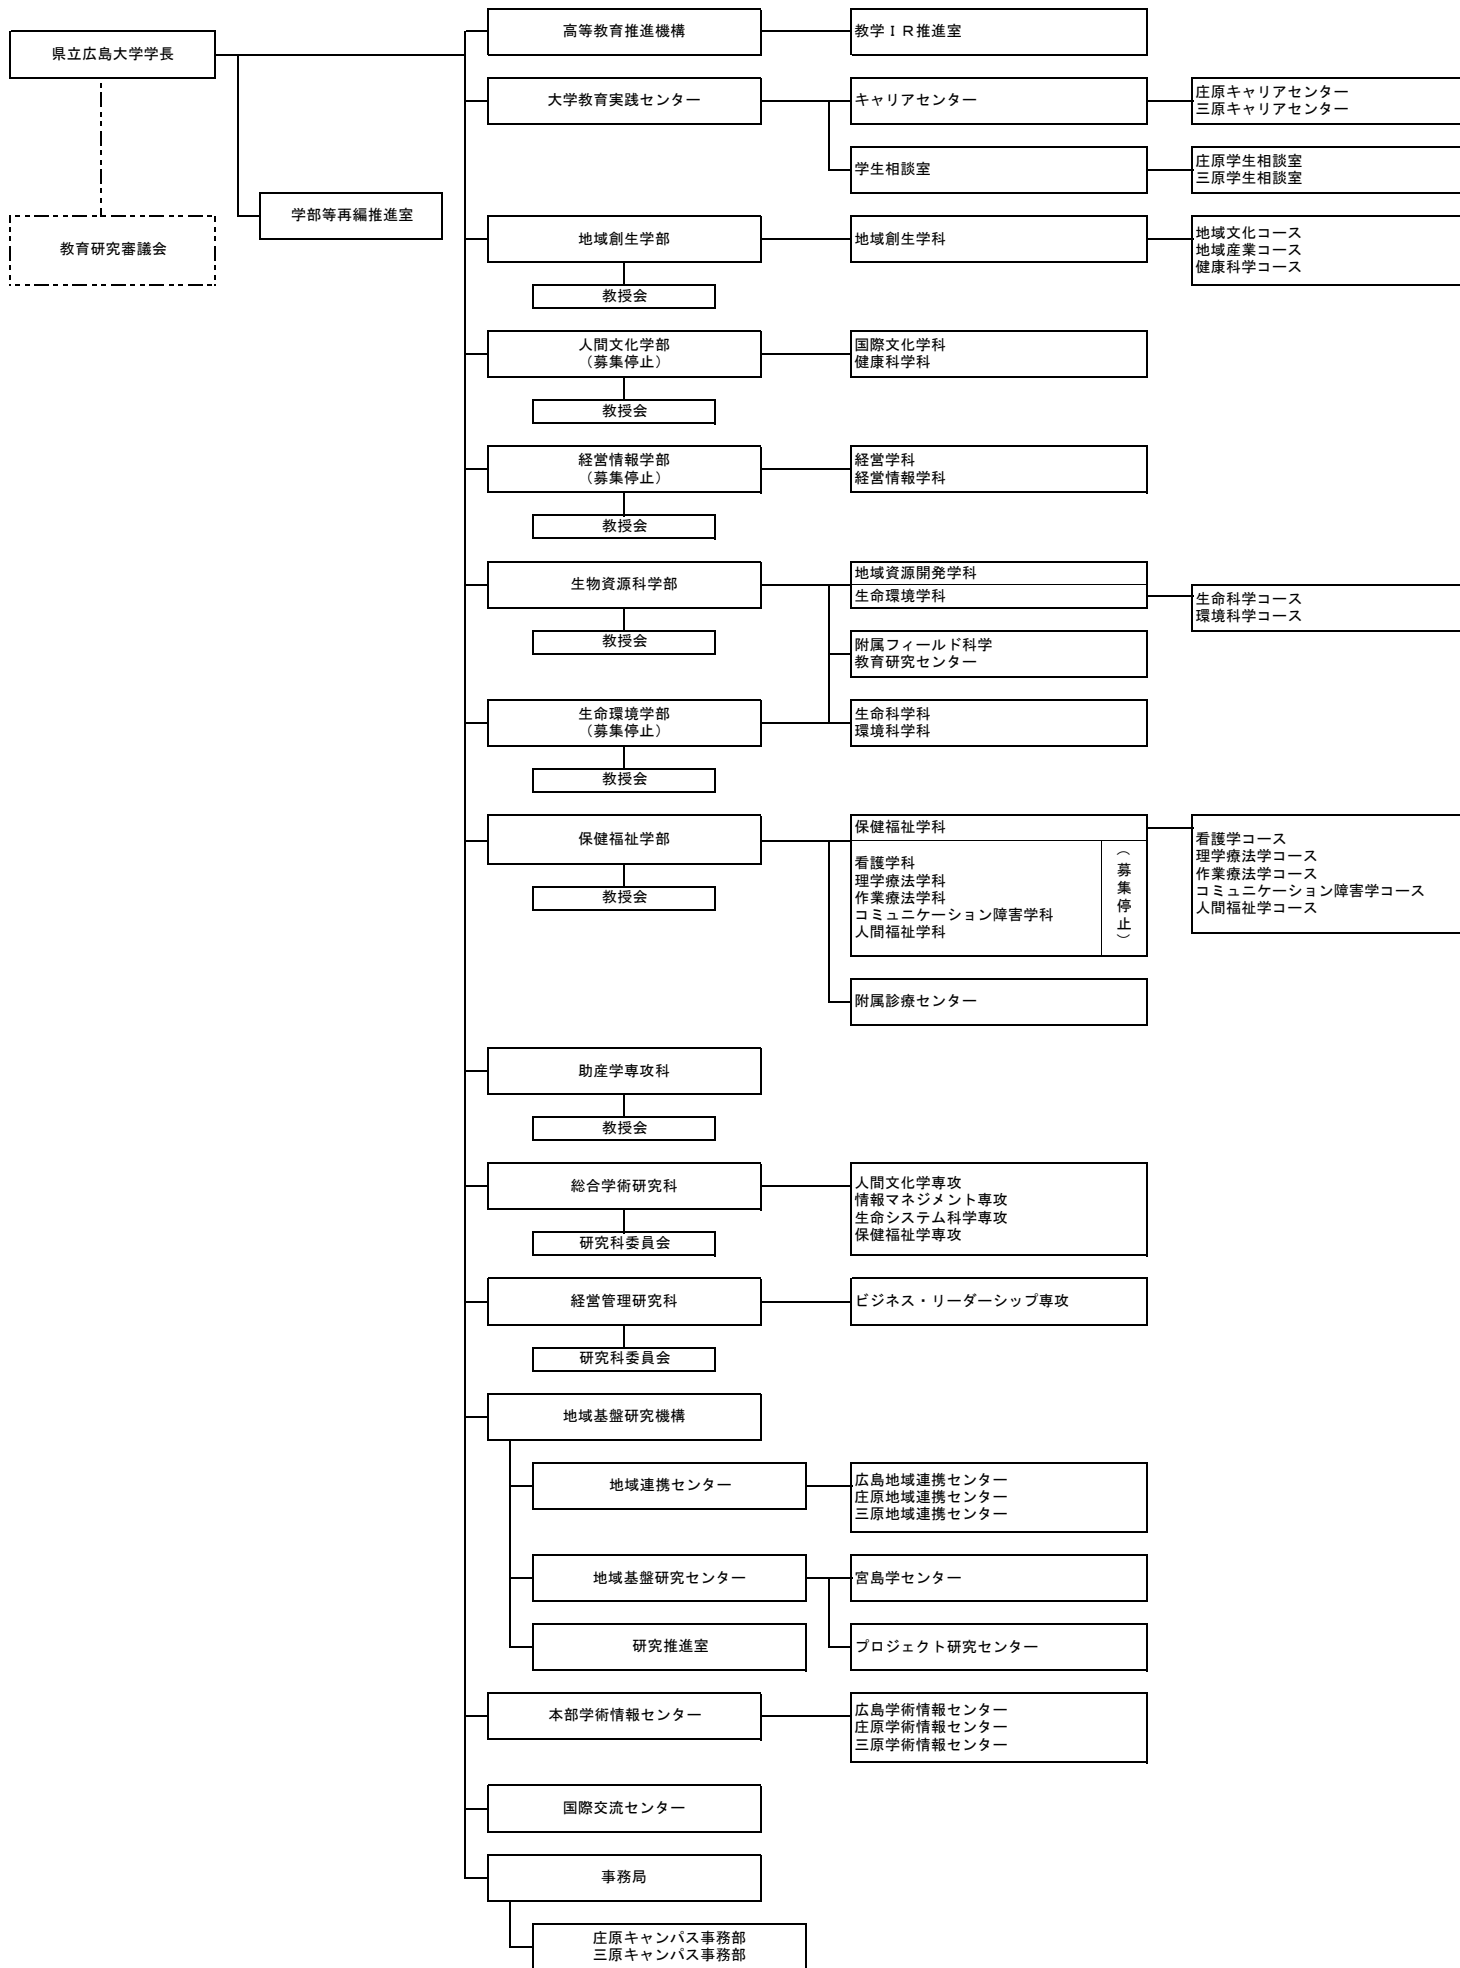 県立広島大学学長
教育研究審議会
学部等再編推進室
高等教育推進機構
教学ＩＲ推進室
大学教育実践センター
キャリアセンター
庄原キャリアセンター
三原キャリアセンター
学生相談室
庄原学生相談室
三原学生相談室
地域創生学部
地域創生学科
地域文化コース
地域産業コース
健康科学コース
教授会
人間文化学部
（募集停止）
国際文化学科
健康科学科
教授会
経営情報学部
（募集停止）
経営学科
経営情報学科
教授会
生物資源科学部
地域資源開発学科
生命環境学科
生命科学コース
環境科学コース
教授会
附属フィールド科学
教育研究センター
生命環境学部
（募集停止）
生命科学科
環境科学科
教授会
保健福祉学部
保健福祉学科
看護学科
理学療法学科
作業療法学科
コミュニケーション障害学科
人間福祉学科
（募集停止）
看護学コース
理学療法学コース
作業療法学コース
コミュニケーション障害学コース
人間福祉学コース
教授会
附属診療センター
助産学専攻科
教授会
総合学術研究科
人間文化学専攻
情報マネジメント専攻
生命システム科学専攻
保健福祉学専攻
研究科委員会
経営管理研究科
ビジネス・リーダーシップ専攻
研究科委員会
地域基盤研究機構
地域連携センター
広島地域連携センター
庄原地域連携センター
三原地域連携センター
地域基盤研究センター
宮島学センター
研究推進室
プロジェクト研究センター
本部学術情報センター
広島学術情報センター
庄原学術情報センター
三原学術情報センター
国際交流センター
事務局
庄原キャンパス事務部
三原キャンパス事務部